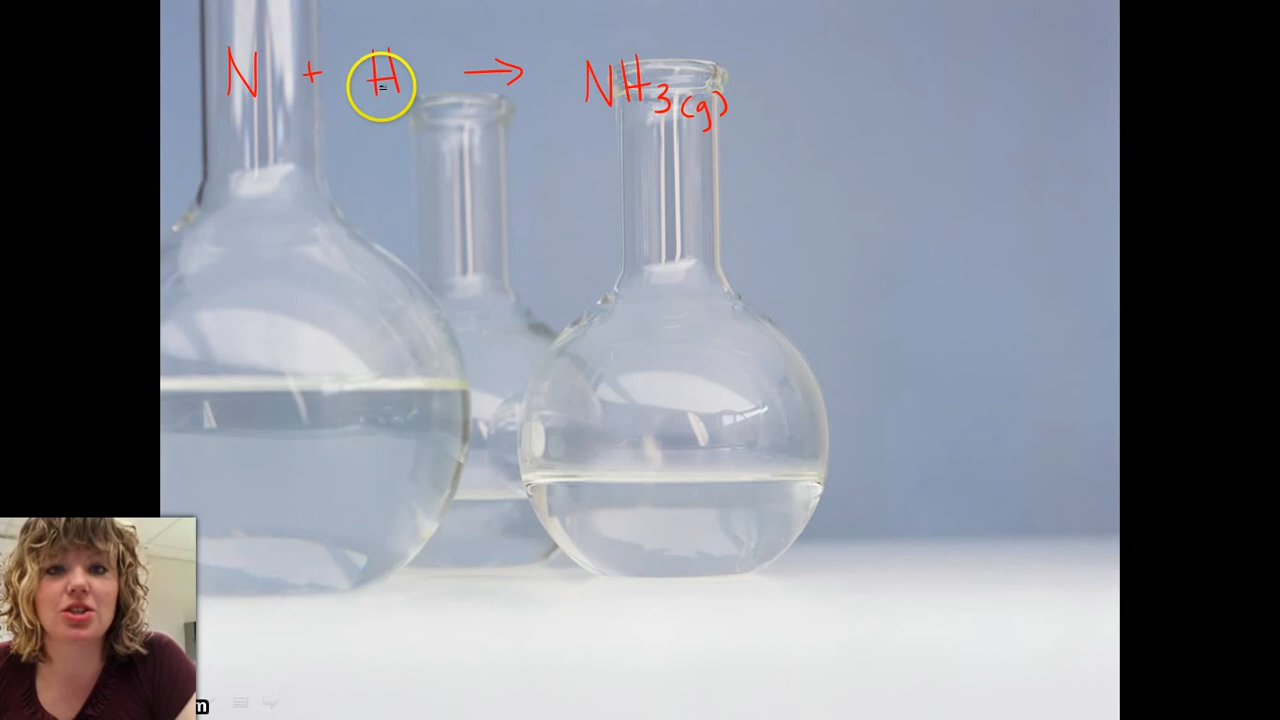 N + H → NH₃(g)
m